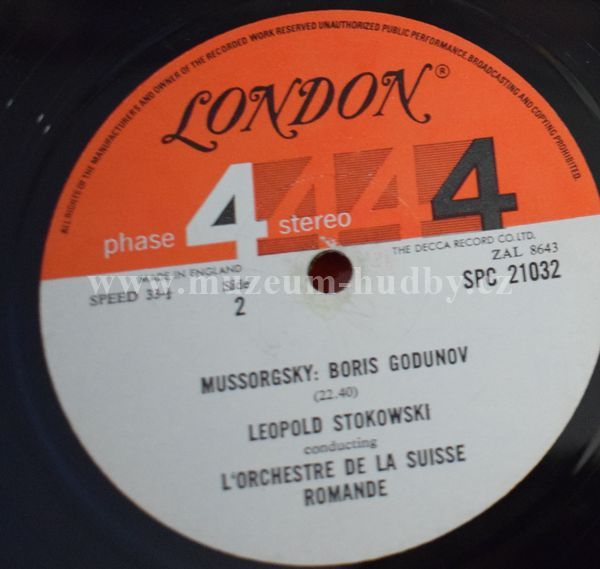 ALL RIGHTS OF THE MANUFACTURERS AND OWNER OF THE RECORDED WORK RESERVED UNAUTHORIZED PUBLIC PERFORMANCE, BROADCASTING AND COPYING PROHIBITED.
LONDON®
phase 4 stereo 4 4 4
THE DECCA RECORD CO. LTD.
MADE IN ENGLAND
ZAL 8643
www.muzeum-hudby.cz
SPEED 33⅓
Side
2
SPC 21032
MUSSORGSKY: BORIS GODUNOV
(22.40)
LEOPOLD STOKOWSKI
conducting
L'ORCHESTRE DE LA SUISSE
ROMANDE